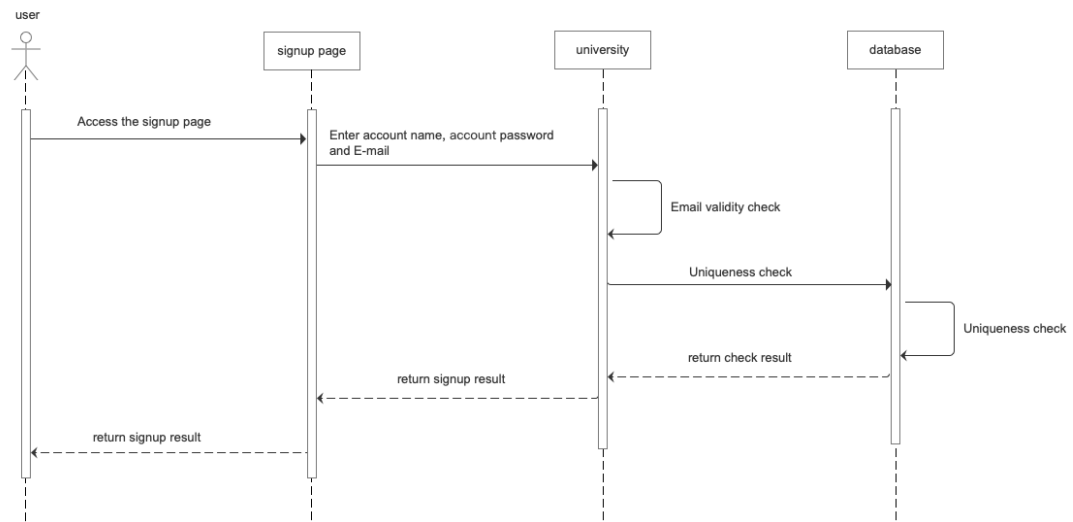 user
signup page
university
database
Access the signup page
Enter account name, account password
and E-mail
Email validity check
Uniqueness check
Uniqueness check
return check result
return signup result
return signup result